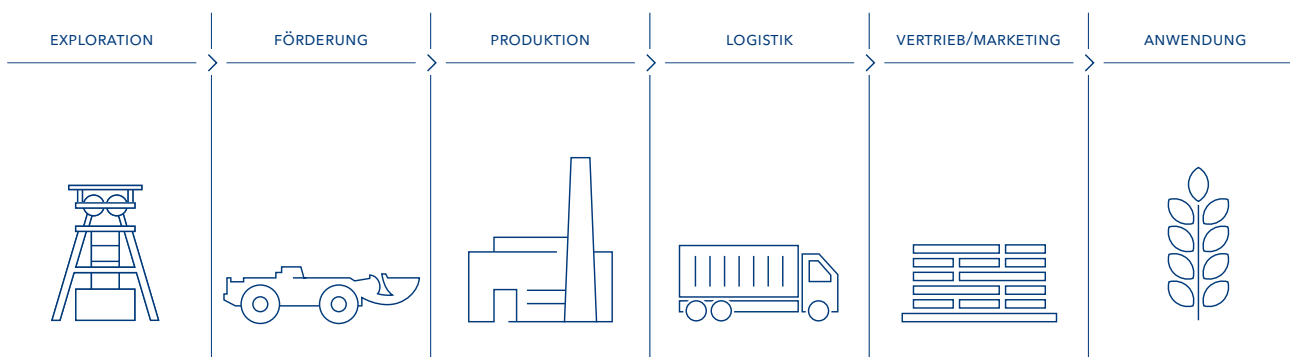 EXPLORATION
FÖRDERUNG
PRODUKTION
LOGISTIK
VERTRIEB/MARKETING
ANWENDUNG